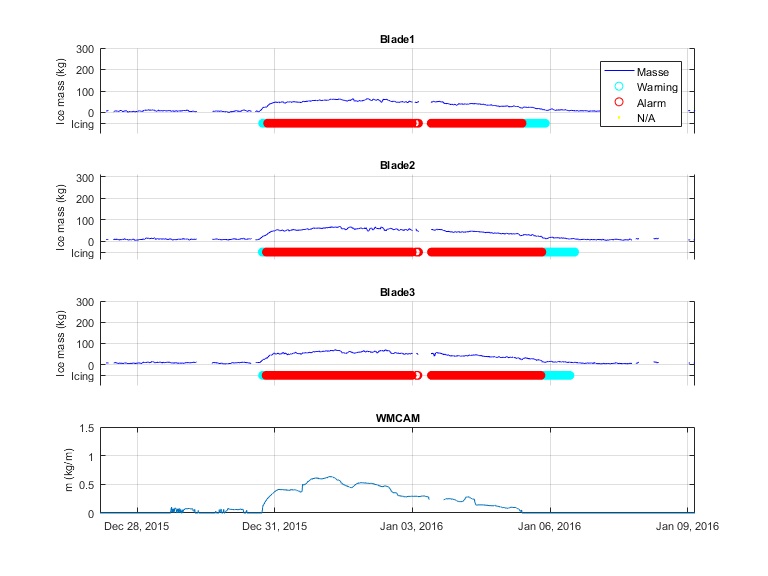 Blade1
300
200
100
0
Icing
Ice mass (kg)
Masse
Warning
Alarm
N/A
Blade2
300
200
100
0
Icing
Ice mass (kg)
Blade3
300
200
100
0
Icing
Ice mass (kg)
WMCAM
1.5
1
0.5
0
m (kg/m)
Dec 28, 2015 Dec 31, 2015 Jan 03, 2016 Jan 06, 2016 Jan 09, 2016